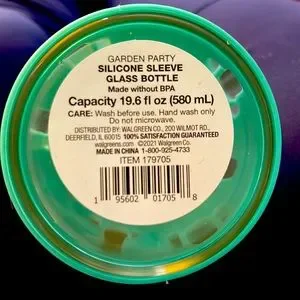 GARDEN PARTY
SILICONE SLEEVE
GLASS BOTTLE
Made without BPA
Capacity 19.6 fl oz (580 mL)
CARE: Wash before use. Hand wash only
Do not microwave.
DISTRIBUTED BY: WALGREEN CO., 200 WILMOT RD.,
DEERFIELD, IL 60015 100% SATISFACTION GUARANTEED
walgreens.com ©2021 Walgreen Co.
MADE IN CHINA 1-800-925-4733
ITEM 179705
1 95602 01705 8